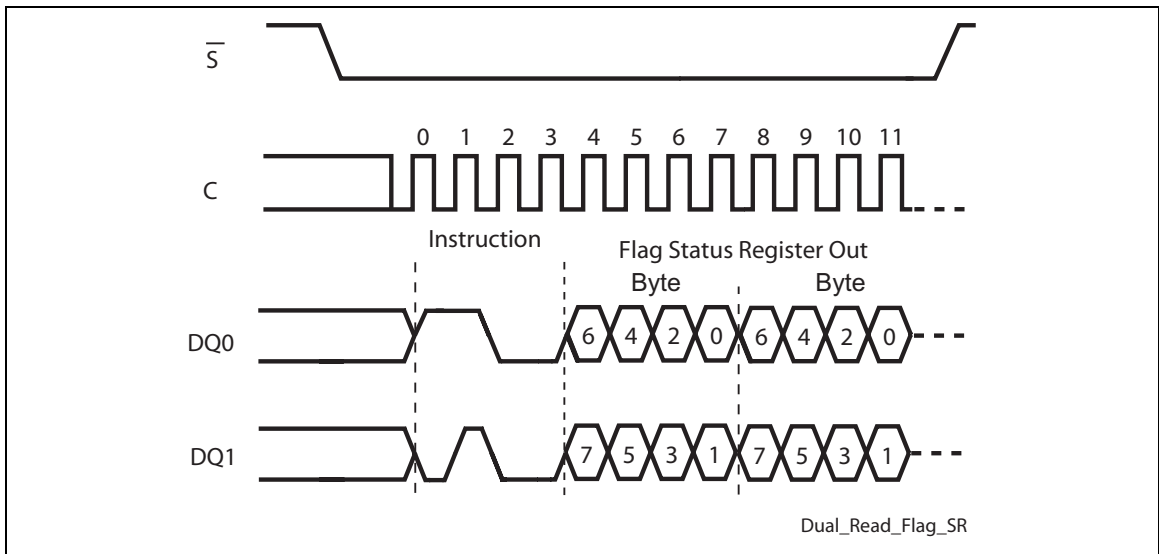 S
0 1 2 3 4 5 6 7 8 9 10 11
C
Instruction
Flag Status Register Out
Byte Byte
DQ0 6 4 2 0 6 4 2 0
DQ1 7 5 3 1 7 5 3 1
Dual_Read_Flag_SR